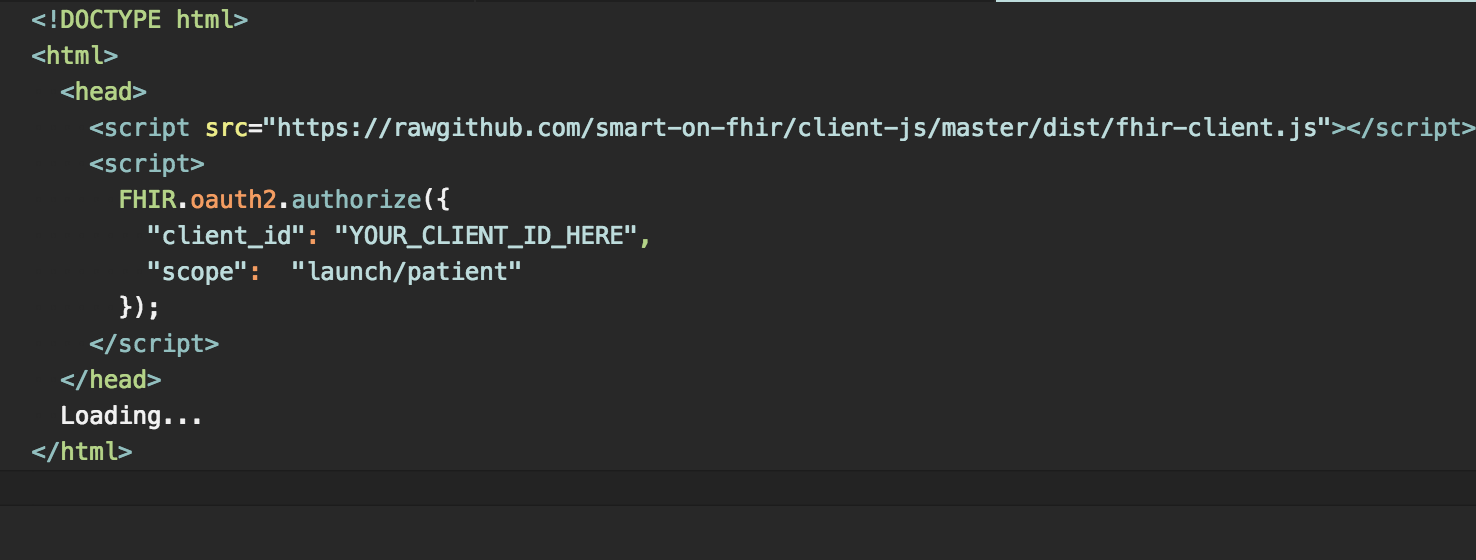 <!DOCTYPE html>
<html>
  <head>
    <script src="https://rawgithub.com/smart-on-fhir/client-js/master/dist/fhir-client.js"></script>
    <script>
      FHIR.oauth2.authorize({
        "client_id": "YOUR_CLIENT_ID_HERE",
        "scope":  "launch/patient"
      });
    </script>
  </head>
  Loading...
</html>